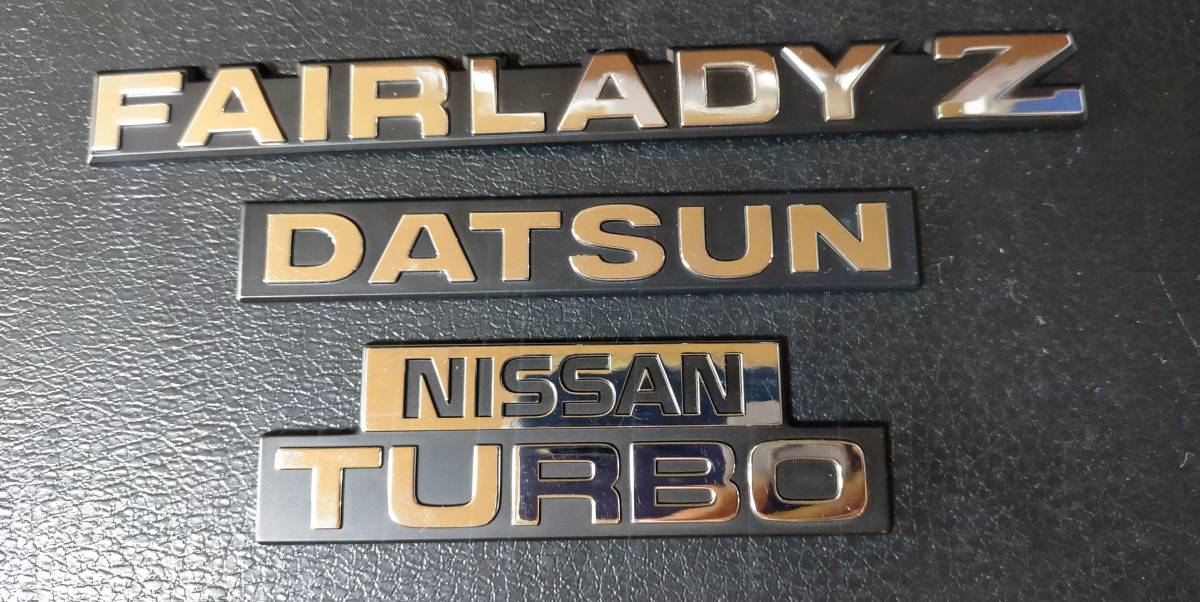 FAIRLADY Z
DATSUN
NISSAN
TURBO